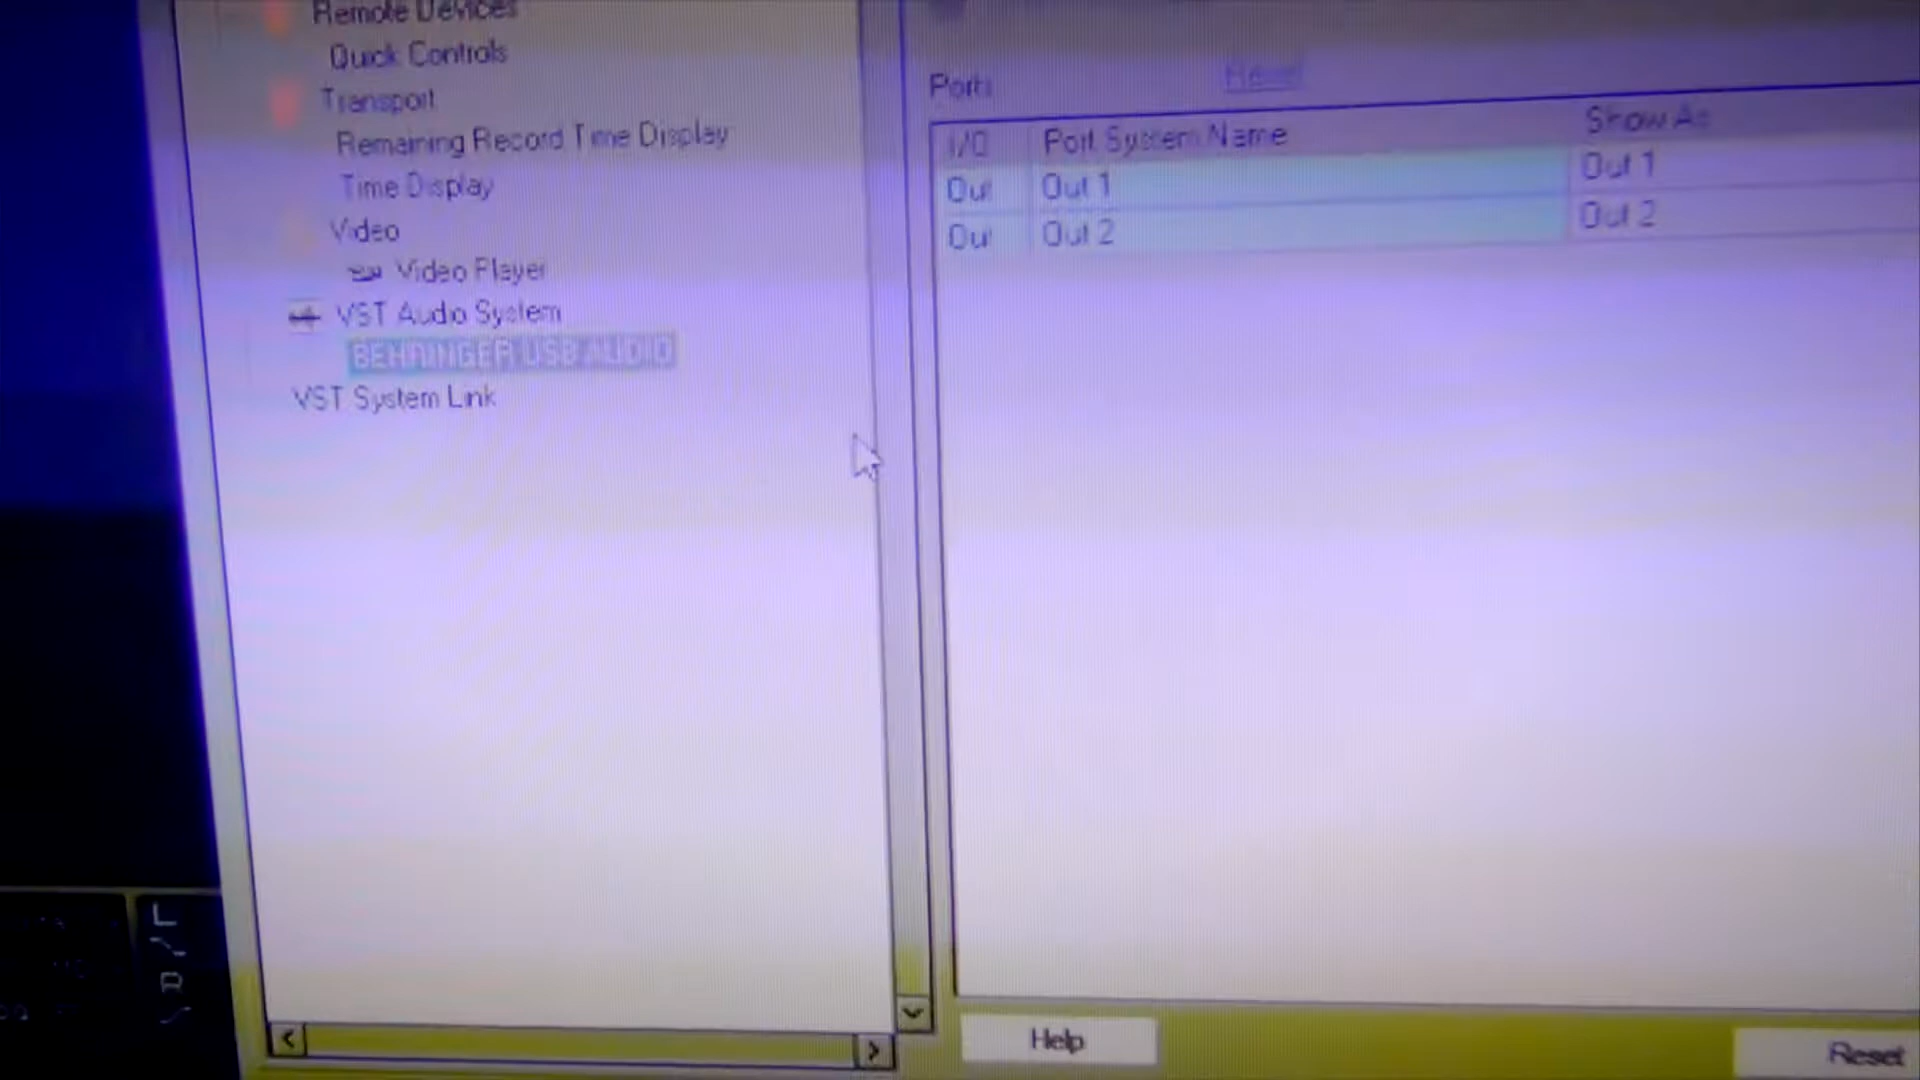 Remote Devices
Quick Controls
Transport
Remaining Record Time Display
Time Display
Video
Video Player
VST Audio System
BEHRINGER USB AUDIO
VST System Link
Ports
Reset
I/O Port System Name Show As
Out Out 1 Out 1
Out Out 2 Out 2
Help
Reset
L
R